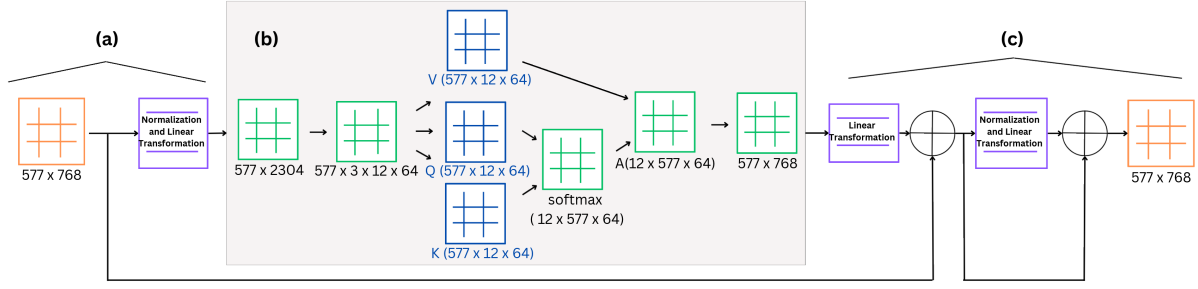 (a)
(b)
(c)
577 x 768
Normalization
and Linear
Transformation
577 x 2304
577 x 3 x 12 x 64
V (577 x 12 x 64)
Q (577 x 12 x 64)
K (577 x 12 x 64)
softmax
( 12 x 577 x 64)
A(12 x 577 x 64)
577 x 768
Linear
Transformation
Normalization
and Linear
Transformation
577 x 768